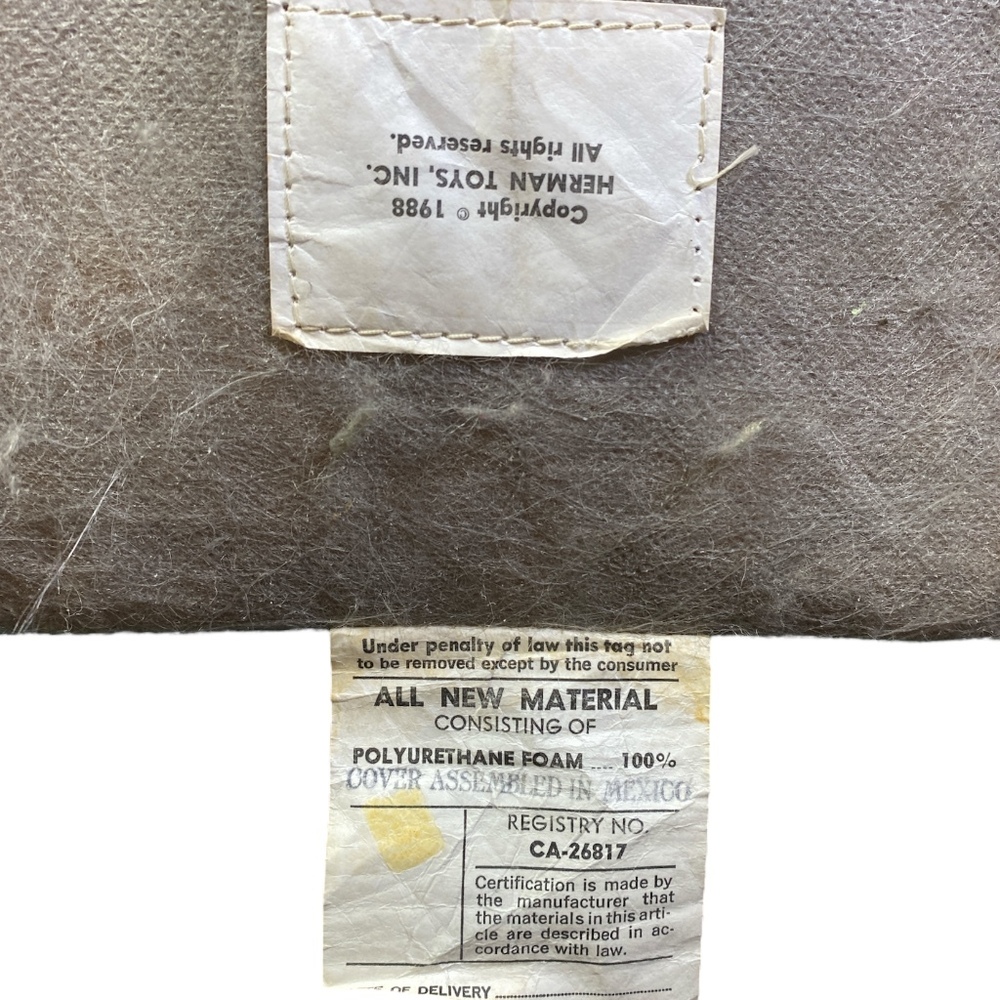 Copyright © 1988
HERMAN TOYS, INC.
All rights reserved.
Under penalty of law this tag not
to be removed except by the consumer
ALL NEW MATERIAL
CONSISTING OF
POLYURETHANE FOAM .... 100%
COVER ASSEMBLED IN MEXICO
REGISTRY NO.
CA-26817
Certification is made by
the manufacturer that
the materials in this arti-
cle are described in ac-
cordance with law.
OF DELIVERY